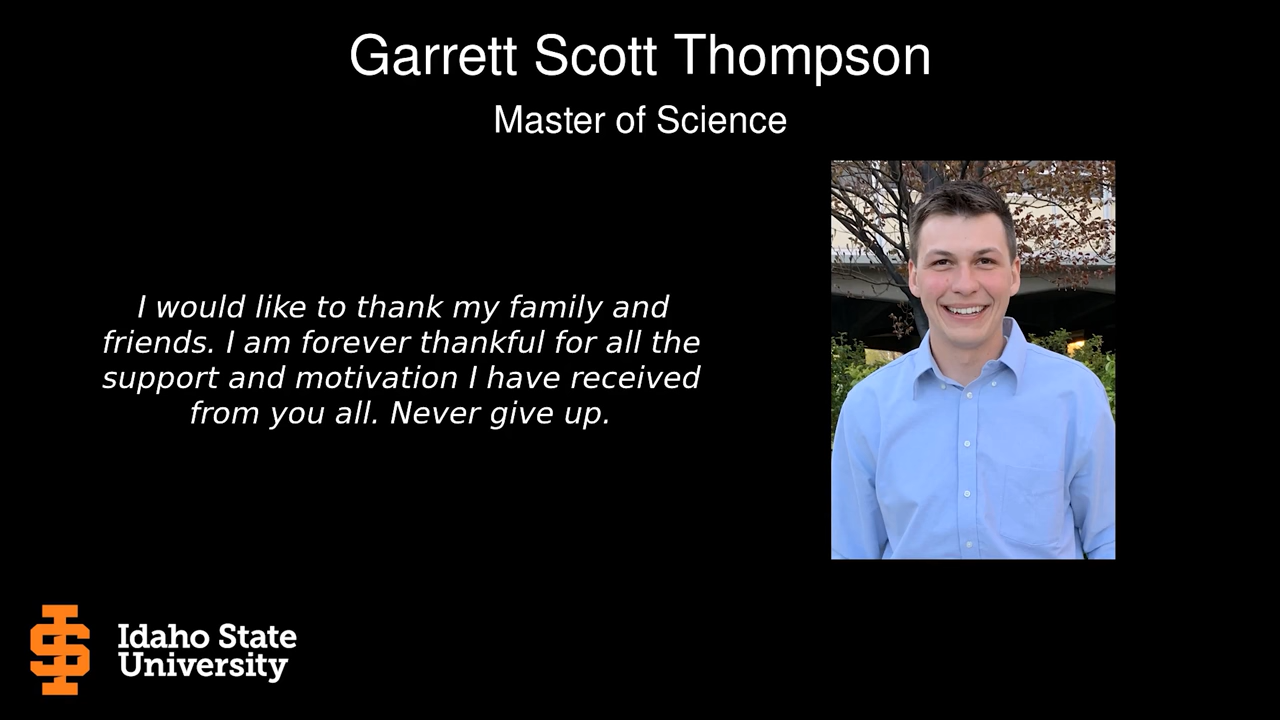 Garrett Scott Thompson
Master of Science
I would like to thank my family and
friends. I am forever thankful for all the
support and motivation I have received
from you all. Never give up.
Idaho State
University